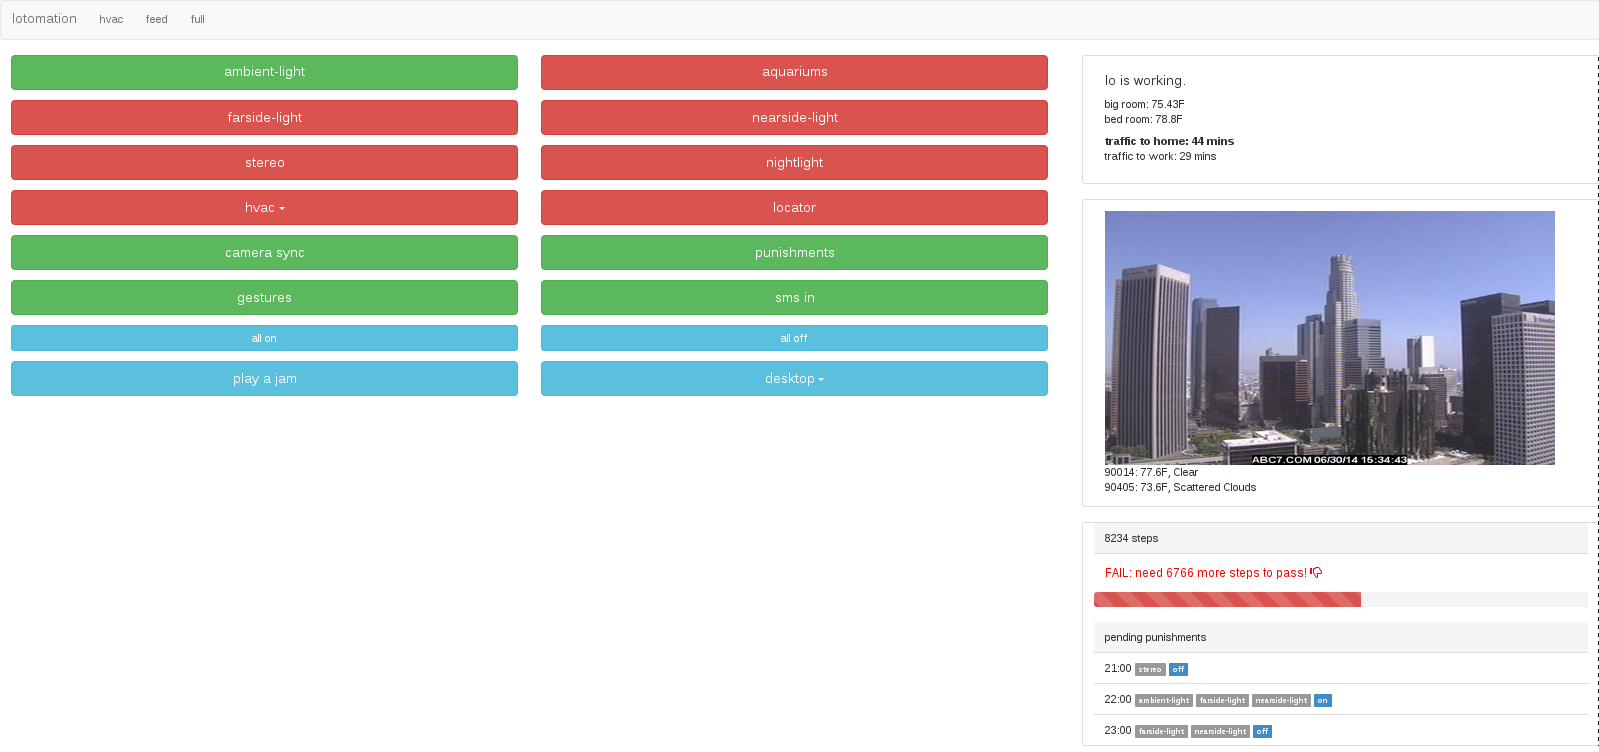 lotomation hvac feed full
ambient-light
aquariums
farside-light
nearside-light
stereo
nightlight
hvac
locator
camera sync
punishments
gestures
sms in
all on
all off
play a jam
desktop
lo is working.
big room: 75.43F
bed room: 78.8F
traffic to home: 44 mins
traffic to work: 29 mins
ABC7.COM 06/30/14 15:34:43
90014: 77.6F, Clear
90405: 73.6F, Scattered Clouds
8234 steps
FAIL: need 6766 more steps to pass!
pending punishments
21:00 stereo off
22:00 ambient-light farside-light nearside-light on
23:00 farside-light nearside-light off